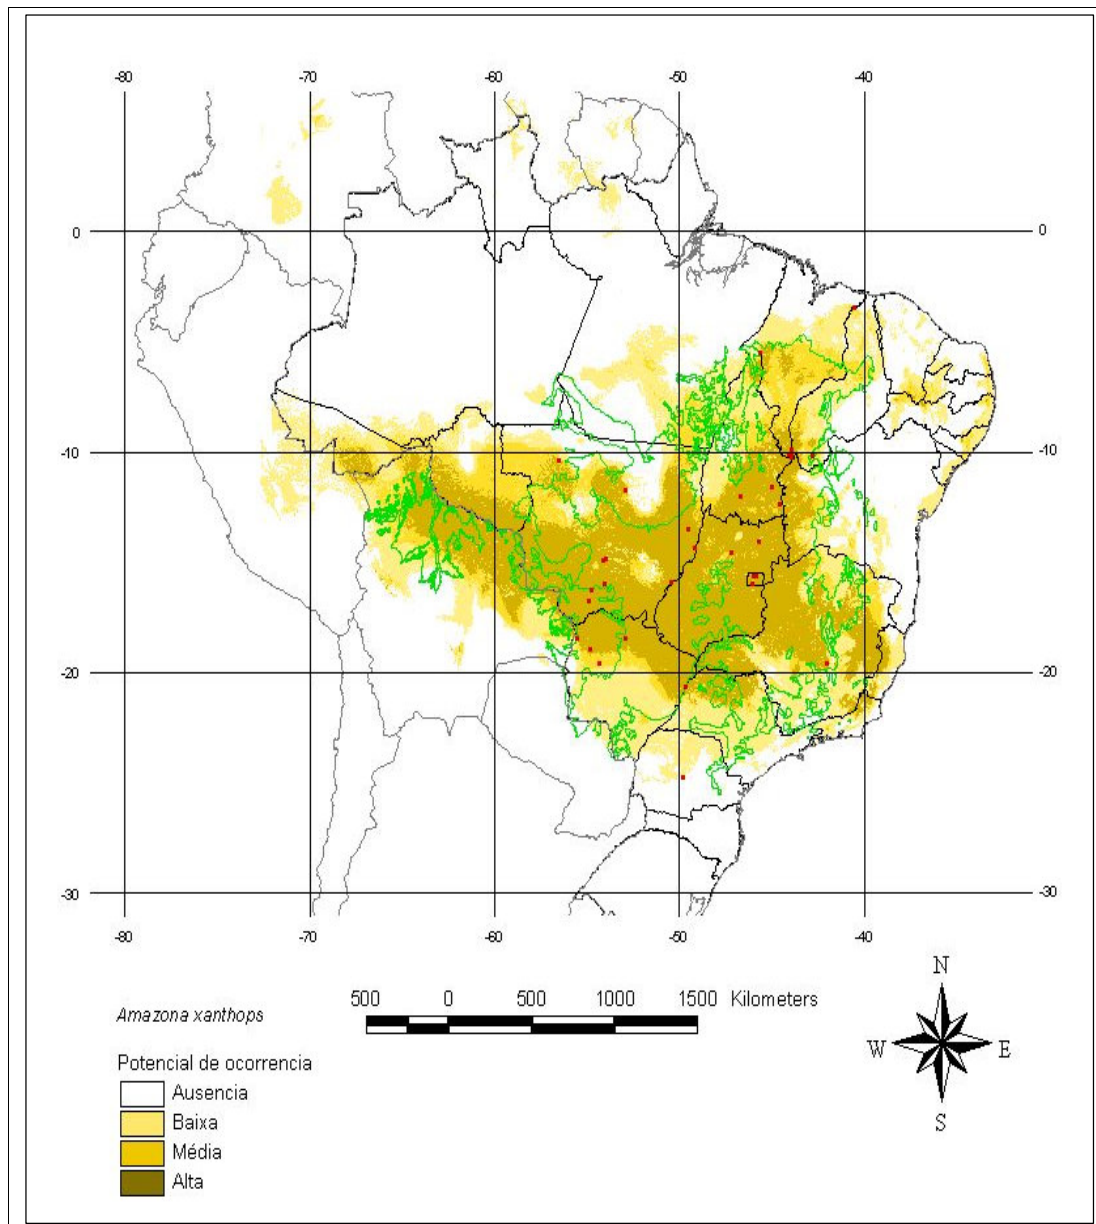 -80 -70 -60 -50 -40
0 0
-10 -10
-20 -20
-30 -30
-80 -70 -60 -50 -40
N
500 0 500 1000 1500 Kilometers
Amazona xanthops
W E
Potencial de ocorrencia
Ausencia
Baixa
S
Média
Alta